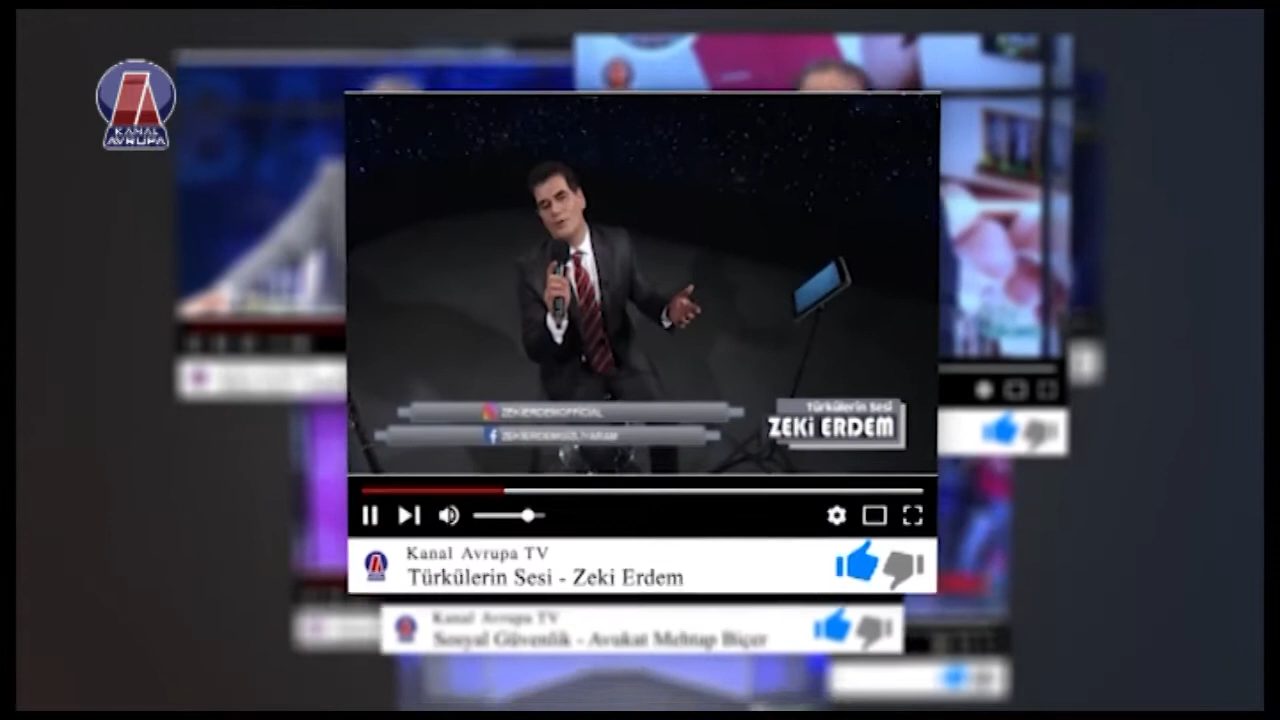 KANAL
AVRUPA
ZEKIERDEMOFFICIAL
Türkülerin Sesi
ZEKİ ERDEM
Kanal Avrupa TV
Türkülerin Sesi - Zeki Erdem
Kanal Avrupa TV
Sosyal Güvenlik - Avukat Mehtap Biçer